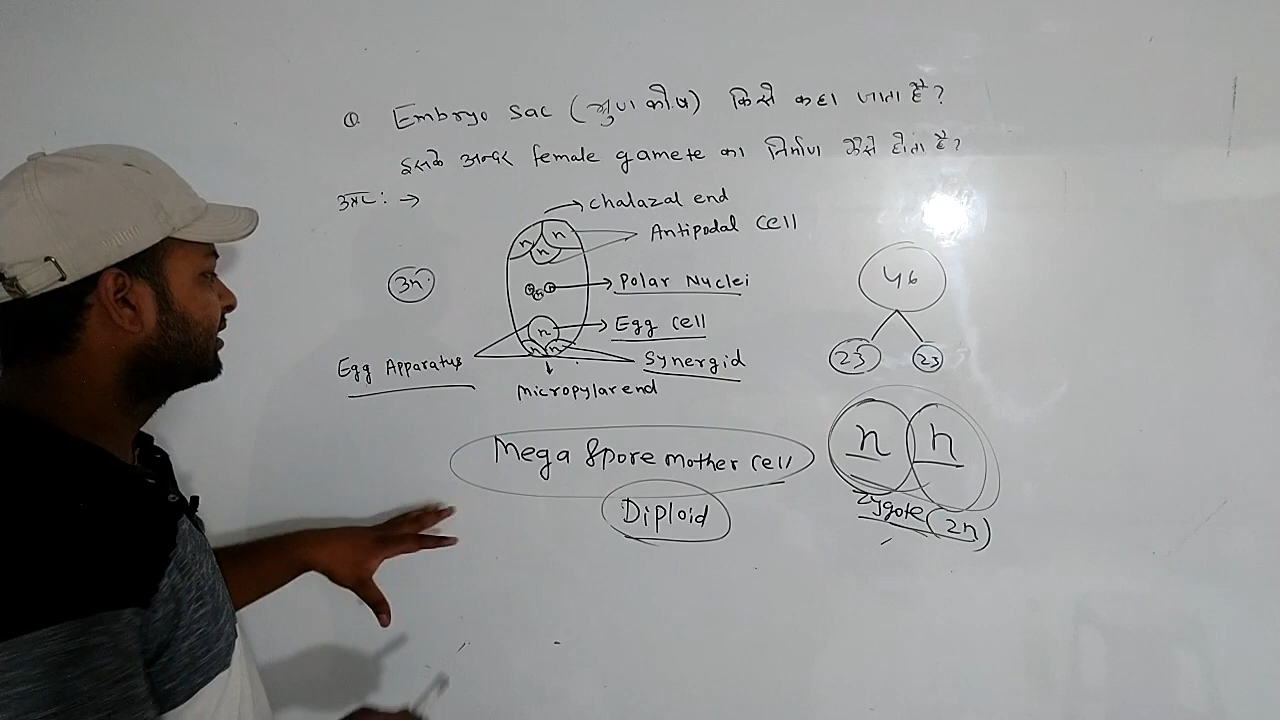 Q. Embryo sac (भ्रुण कोष) किसे कहा जाता है?
इसके अन्दर female gamete का निर्माण कैसे होता है?
उत्तर: →
chalazal end
Antipodal Cell
n n
n
3n
Polar Nuclei
46
n
Egg cell
23 23
Egg Apparatus
n n
Synergid
micropylar end
n n
Mega Spore mother cell
Diploid
zygote (2n)